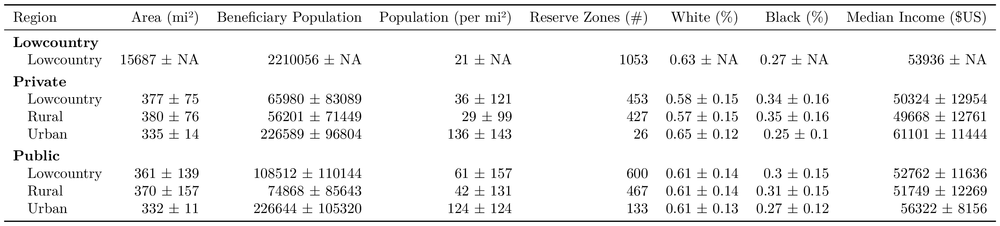 Region Area (mi²) Beneficiary Population Population (per mi²) Reserve Zones (#) White (%) Black (%) Median Income ($US)
Lowcountry
Lowcountry 15687 ± NA 2210056 ± NA 21 ± NA 1053 0.63 ± NA 0.27 ± NA 53936 ± NA
Private
Lowcountry 377 ± 75 65980 ± 83089 36 ± 121 453 0.58 ± 0.15 0.34 ± 0.16 50324 ± 12954
Rural 380 ± 76 56201 ± 71449 29 ± 99 427 0.57 ± 0.15 0.35 ± 0.16 49668 ± 12761
Urban 335 ± 14 226589 ± 96804 136 ± 143 26 0.65 ± 0.12 0.25 ± 0.1 61101 ± 11444
Public
Lowcountry 361 ± 139 108512 ± 110144 61 ± 157 600 0.61 ± 0.14 0.3 ± 0.15 52762 ± 11636
Rural 370 ± 157 74868 ± 85643 42 ± 131 467 0.61 ± 0.14 0.31 ± 0.15 51749 ± 12269
Urban 332 ± 11 226644 ± 105320 124 ± 124 133 0.61 ± 0.13 0.27 ± 0.12 56322 ± 8156